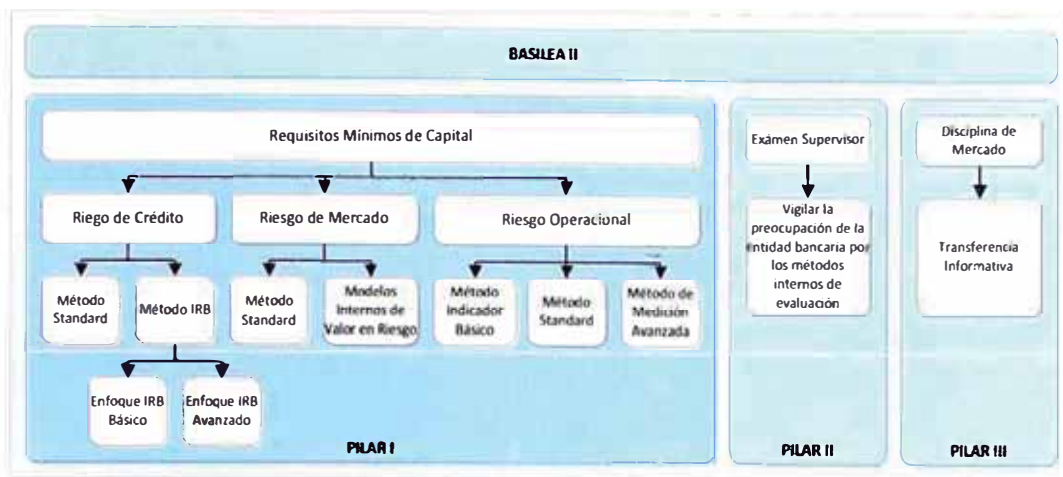 BASILEA II
Requisitos Mínimos de Capital
Riego de Crédito
Riesgo de Mercado
Riesgo Operacional
Método
Standard
Método IRB
Método
Standard
Modelos
Internos de
Valor en Riesgo
Método
Indicador
Básico
Método
Standard
Método de
Medición
Avanzada
Enfoque IRB
Básico
Enfoque IRB
Avanzado
PILAR I
Exámen Supervisor
Vigilar la
preocupación de la
entidad bancaria por
los métodos
internos de
evaluación
PILAR II
Disciplina de
Mercado
Transferencia
Informativa
PILAR III